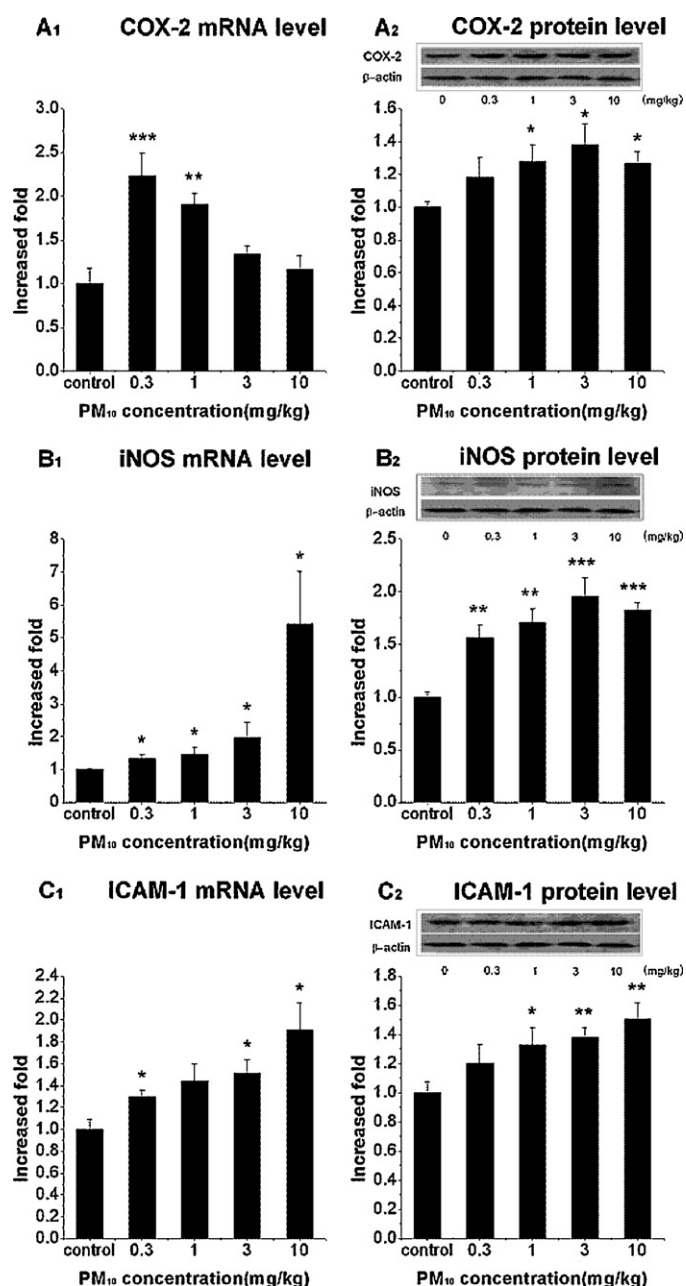 A₁ COX-2 mRNA level
Increased fold
3.0
2.5
2.0
1.5
1.0
0.5
0.0
***
**
control 0.3 1 3 10
PM₁₀ concentration(mg/kg)
A₂ COX-2 protein level
COX-2
β-actin
0 0.3 1 3 10 (mg/kg)
Increased fold
1.6
1.4
1.2
1.0
0.8
0.6
0.4
0.2
0.0
*
*
*
control 0.3 1 3 10
PM₁₀ concentration(mg/kg)
B₁ iNOS mRNA level
Increased fold
8
7
6
5
4
3
2
1
0
*
*
*
*
control 0.3 1 3 10
PM₁₀ concentration(mg/kg)
B₂ iNOS protein level
iNOS
β-actin
0 0.3 1 3 10 (mg/kg)
Increased fold
2.5
2.0
1.5
1.0
0.5
0.0
**
**
***
***
control 0.3 1 3 10
PM₁₀ concentration(mg/kg)
C₁ ICAM-1 mRNA level
Increased fold
2.4
2.2
2.0
1.8
1.6
1.4
1.2
1.0
0.8
0.6
0.4
0.2
0.0
*
*
*
control 0.3 1 3 10
PM₁₀ concentration(mg/kg)
C₂ ICAM-1 protein level
ICAM-1
β-actin
0 0.3 1 3 10 (mg/kg)
Increased fold
1.8
1.6
1.4
1.2
1.0
0.8
0.6
0.4
0.2
0.0
*
**
**
control 0.3 1 3 10
PM₁₀ concentration(mg/kg)